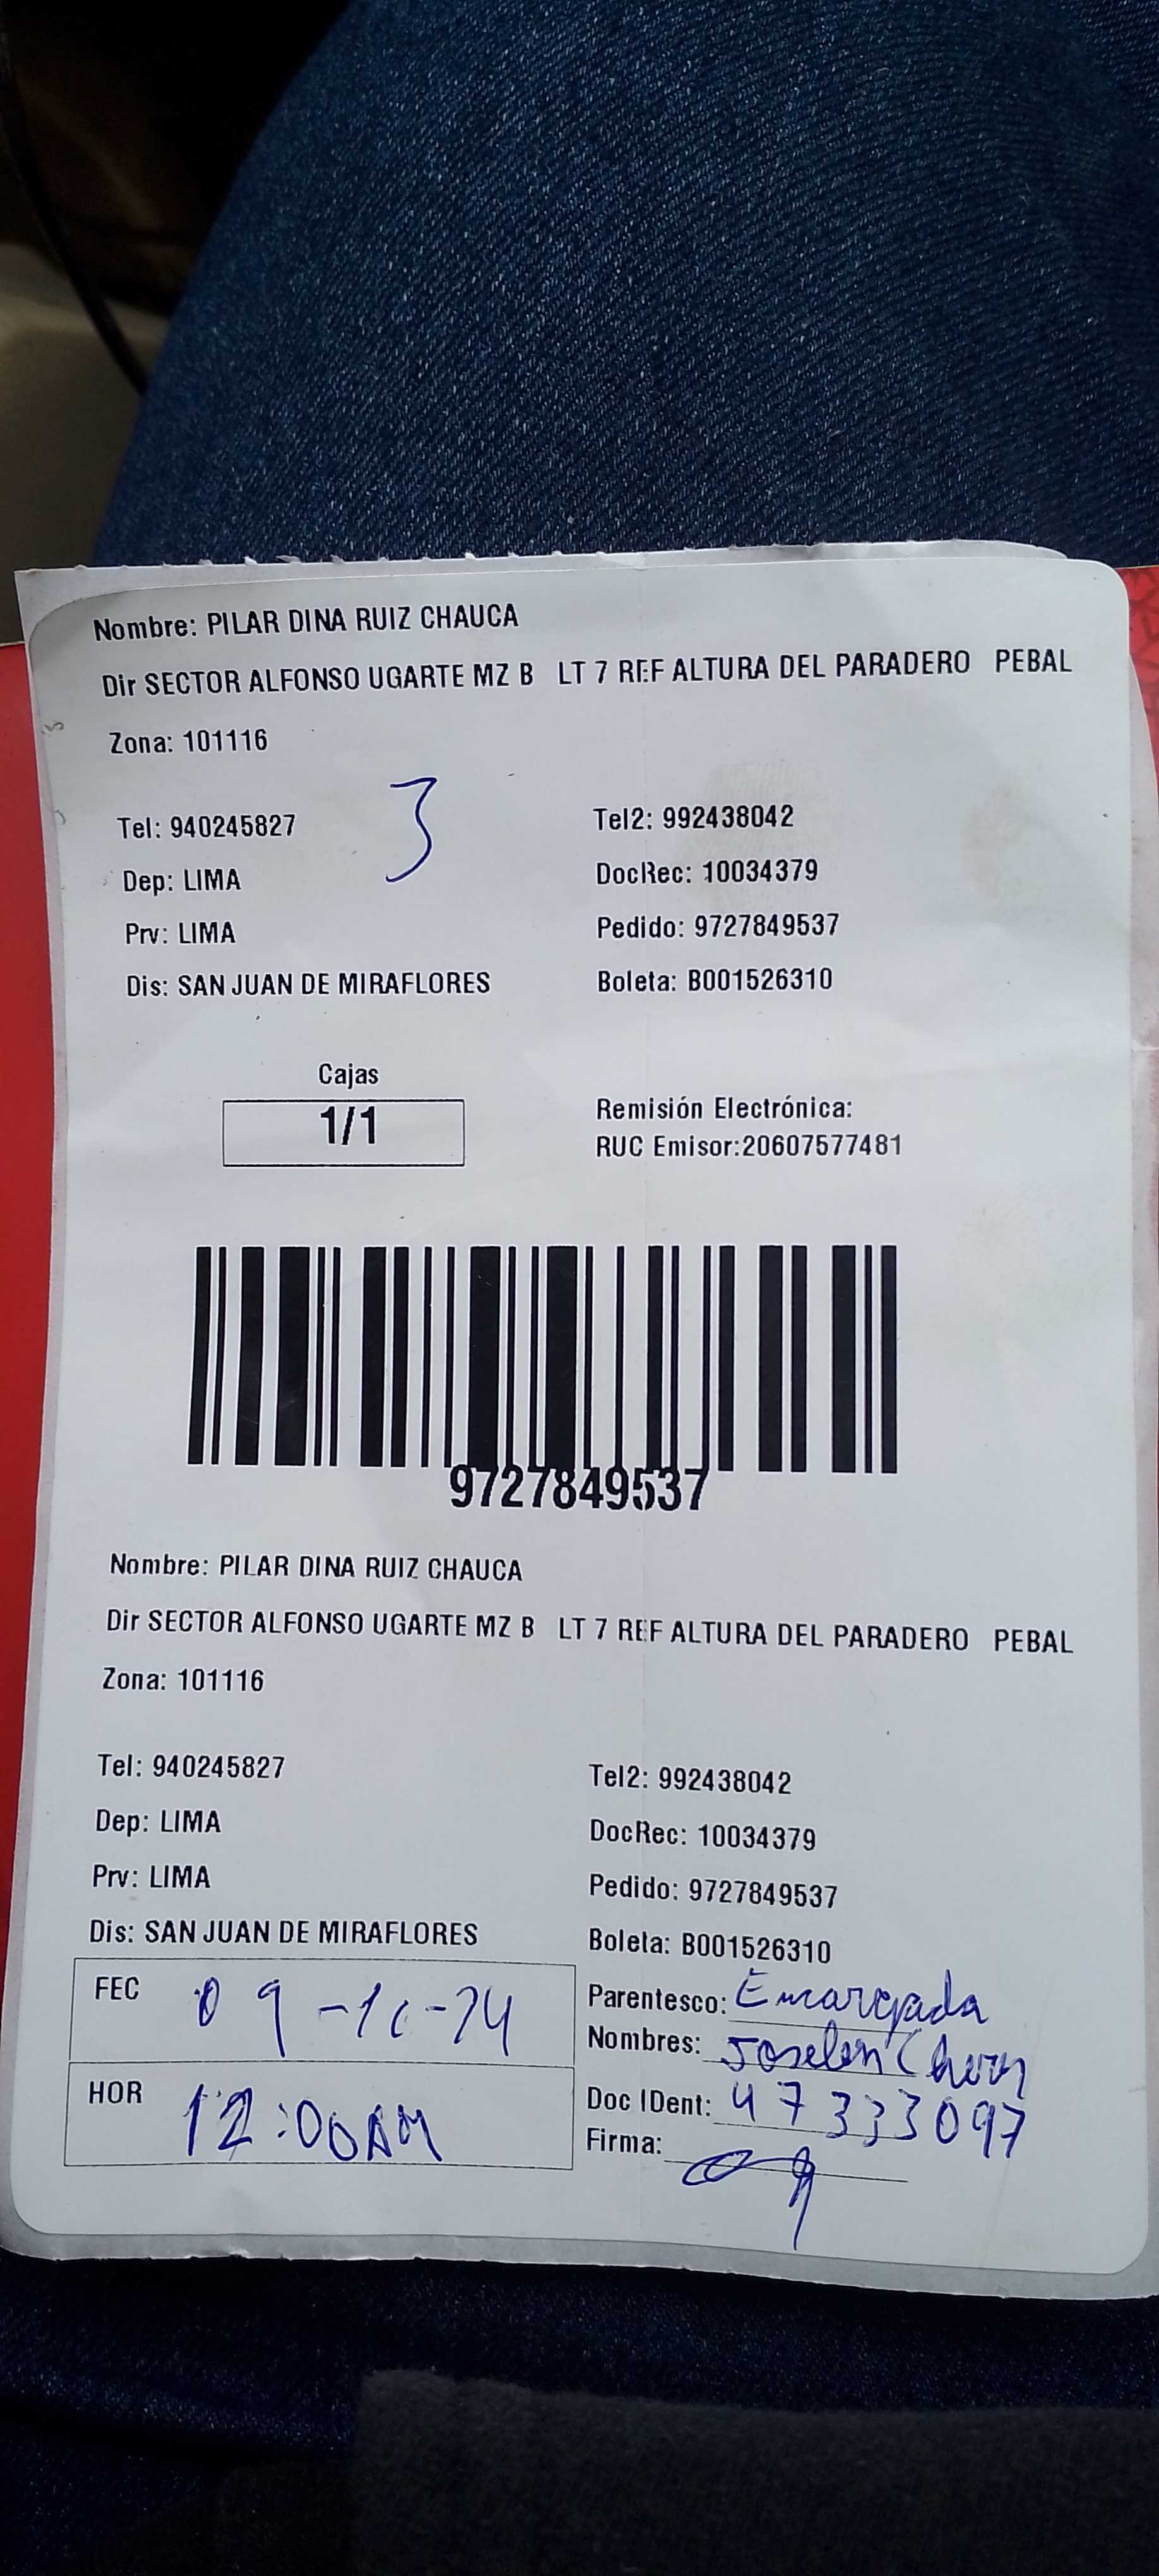 Nombre: PILAR DINA RUIZ CHAUCA
Dir SECTOR ALFONSO UGARTE MZ B LT 7 REF ALTURA DEL PARADERO PEBAL
Zona: 101116
3
Tel: 940245827 Tel2: 992438042
Dep: LIMA DocRec: 10034379
Prv: LIMA Pedido: 9727849537
Dis: SAN JUAN DE MIRAFLORES Boleta: B001526310
Cajas
1/1
Remisión Electrónica:
RUC Emisor:20607577481
9727849537
Nombre: PILAR DINA RUIZ CHAUCA
Dir SECTOR ALFONSO UGARTE MZ B LT 7 REF ALTURA DEL PARADERO PEBAL
Zona: 101116
Tel: 940245827 Tel2: 992438042
Dep: LIMA DocRec: 10034379
Prv: LIMA Pedido: 9727849537
Dis: SAN JUAN DE MIRAFLORES Boleta: B001526310
FEC
Parentesco: Encargada
Nombres:
HOR 12:00AM
Doc IDent: 47333097
Firma: